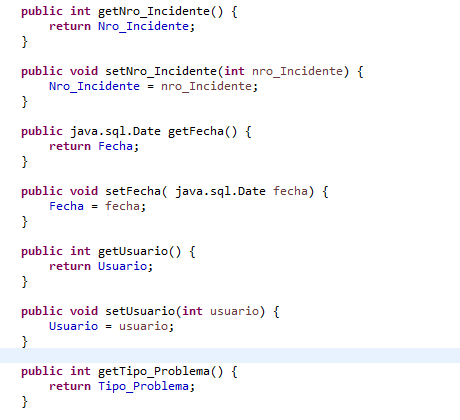 public int getNro_Incidente() {
    return Nro_Incidente;
}

public void setNro_Incidente(int nro_Incidente) {
    Nro_Incidente = nro_Incidente;
}

public java.sql.Date getFecha() {
    return Fecha;
}

public void setFecha( java.sql.Date fecha) {
    Fecha = fecha;
}

public int getUsuario() {
    return Usuario;
}

public void setUsuario(int usuario) {
    Usuario = usuario;
}

public int getTipo_Problema() {
    return Tipo_Problema;
}